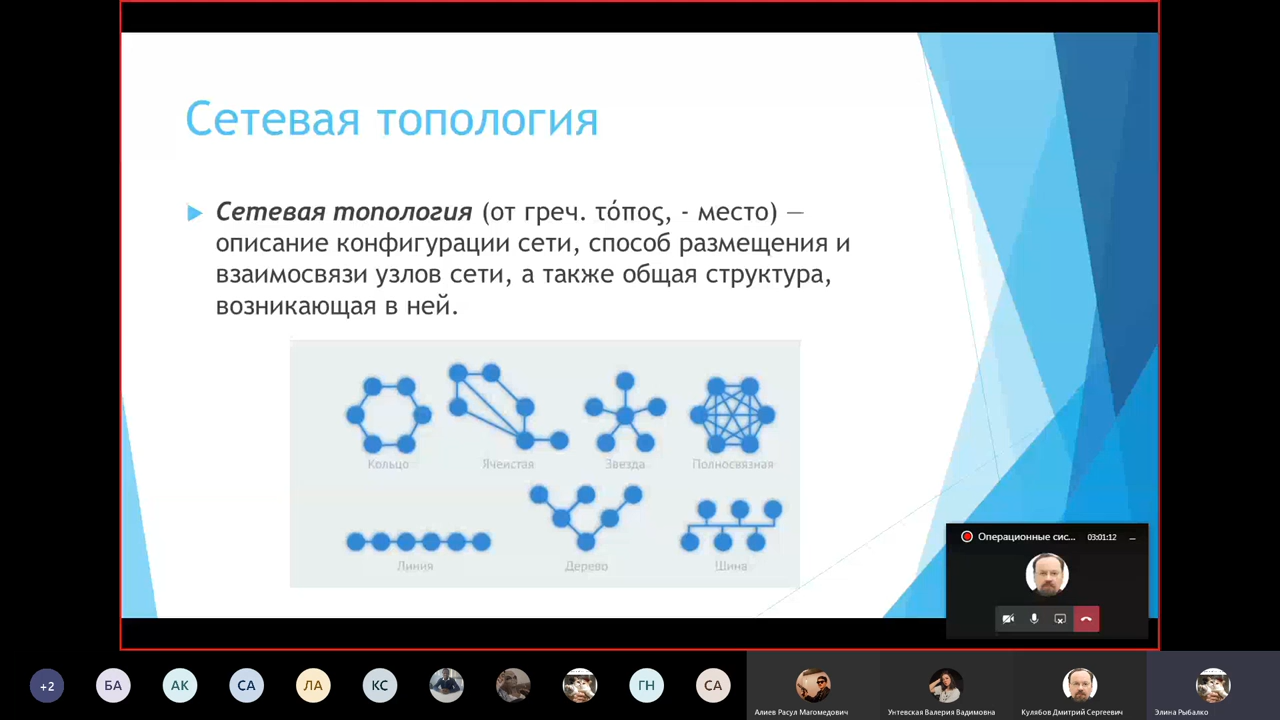 Сетевая топология
Сетевая топология (от греч. τόπος, - место) —
описание конфигурации сети, способ размещения и
взаимосвязи узлов сети, а также общая структура,
возникающая в ней.
Кольцо
Ячеистая
Звезда
Полносвязная
Линия
Дерево
Шина
Операционные сис...
03:01:12
+2
БА
АК
СА
ЛА
КС
ГН
СА
Алиев Расул Магомедович
Унтевская Валерия Вадимовна
Кулябов Дмитрий Сергеевич
Элина Рыбалко